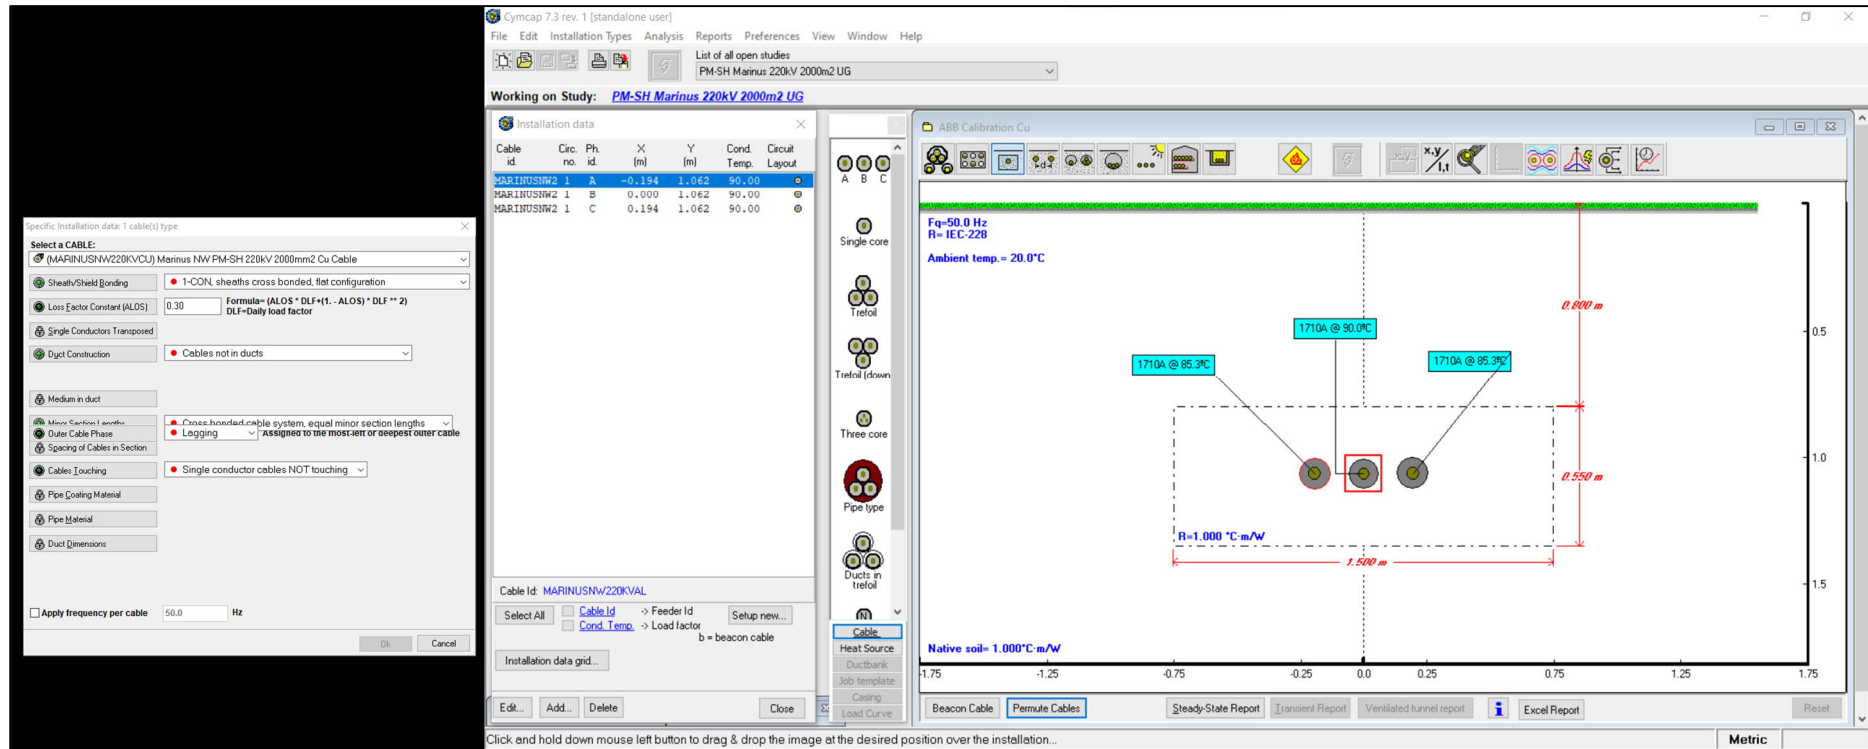 Specific Installation data: 1 cable(s) type
Select a CABLE:
(MARINUSNW220KVCU) Marinus NW PM-SH 220kV 2000mm2 Cu Cable
Sheath/Shield Bonding
1-CON, sheaths cross bonded, flat configuration
Loss Factor Constant (ALOS)
0.30
Formula= (ALOS * DLF+(1. - ALOS) * DLF ** 2)
DLF=Daily load factor
Single Conductors Transposed
Duct Construction
Cables not in ducts
Medium in duct
Minor Section Lengths
Cross bonded cable system, equal minor section lengths
Outer Cable Phase
Lagging
Assigned to the most-left or deepest outer cable
Spacing of Cables in Section
Cables Touching
Single conductor cables NOT touching
Pipe Coating Material
Pipe Material
Duct Dimensions
Apply frequency per cable
50.0
Hz
Ok
Cancel
Cymcap 7.3 rev. 1 [standalone user]
File Edit Installation Types Analysis Reports Preferences View Window Help
List of all open studies
PM-SH Marinus 220kV 2000m2 UG
Working on Study: PM-SH Marinus 220kV 2000m2 UG
Installation data
Cable Circ. Ph. X Y Cond. Circuit
id. no. id. (m) (m) Temp. Layout
MARINUSNW2 1 A -0.194 1.062 90.00
MARINUSNW2 1 B 0.000 1.062 90.00
MARINUSNW2 1 C 0.194 1.062 90.00
Cable Id: MARINUSNW220KVAL
Select All
Cable Id -> Feeder Id
Cond. Temp. -> Load factor
Setup new...
b = beacon cable
Installation data grid...
Edit...
Add...
Delete
Close
A B C
Single core
Trefoil
Trefoil (down
Three core
Pipe type
Ducts in
trefoil
N
Cable
Heat Source
Ductbank
Job template
Casing
Load Curve
ABB Calibration Cu
x,y
x,y
I,t
Fq=50.0 Hz
R= IEC-228
Ambient temp.= 20.0°C
0.800 m
1710A @ 90.0ºC
1710A @ 85.3ºC
1710A @ 85.3ºC
0.5
1.0
0.550 m
R=1.000 °C·m/W
1.500 m
1.5
Native soil= 1.000°C·m/W
-1.75 -1.25 -0.75 -0.25 0.0 0.25 0.75 1.25 1.75
Beacon Cable
Permute Cables
Steady-State Report
Transient Report
Ventilated tunnel report
i
Excel Report
Reset
Click and hold down mouse left button to drag & drop the image at the desired position over the installation...
Metric